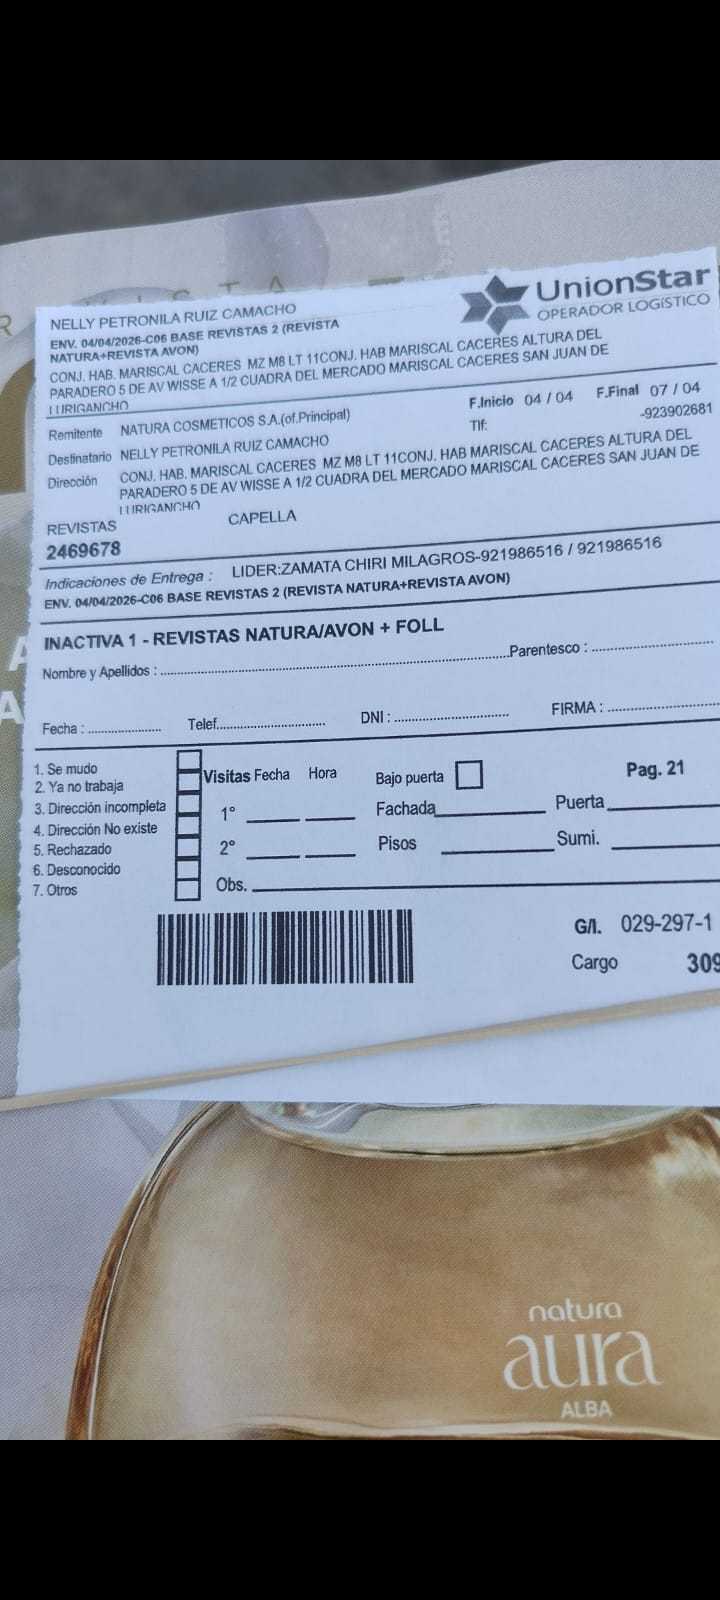 R VISTA
UnionStar
OPERADOR LOGÍSTICO
NELLY PETRONILA RUIZ CAMACHO
ENV. 04/04/2026-C06 BASE REVISTAS 2 (REVISTA
NATURA+REVISTA AVON)
CONJ. HAB. MARISCAL CACERES MZ M8 LT 11CONJ. HAB MARISCAL CACERES ALTURA DEL
PARADERO 5 DE AV WISSE A 1/2 CUADRA DEL MERCADO MARISCAL CACERES SAN JUAN DE
LURIGANCHO
Remitente NATURA COSMETICOS S.A.(of.Principal) F.Inicio 04 / 04 F.Final 07 / 04
Destinatario NELLY PETRONILA RUIZ CAMACHO Tlf: -923902681
Dirección CONJ. HAB. MARISCAL CACERES MZ M8 LT 11CONJ. HAB MARISCAL CACERES ALTURA DEL
PARADERO 5 DE AV WISSE A 1/2 CUADRA DEL MERCADO MARISCAL CACERES SAN JUAN DE
LURIGANCHO
REVISTAS CAPELLA
2469678
Indicaciones de Entrega : LIDER:ZAMATA CHIRI MILAGROS-921986516 / 921986516
ENV. 04/04/2026-C06 BASE REVISTAS 2 (REVISTA NATURA+REVISTA AVON)
INACTIVA 1 - REVISTAS NATURA/AVON + FOLL
Nombre y Apellidos : Parentesco :
Fecha : Telef. DNI : FIRMA :
1. Se mudo
2. Ya no trabaja
3. Dirección incompleta
4. Dirección No existe
5. Rechazado
6. Desconocido
7. Otros
Visitas Fecha Hora Bajo puerta Pag. 21
1° Fachada Puerta
2° Pisos Sumi.
Obs.
G/I. 029-297-1
Cargo 309
natura
aura
ALBA